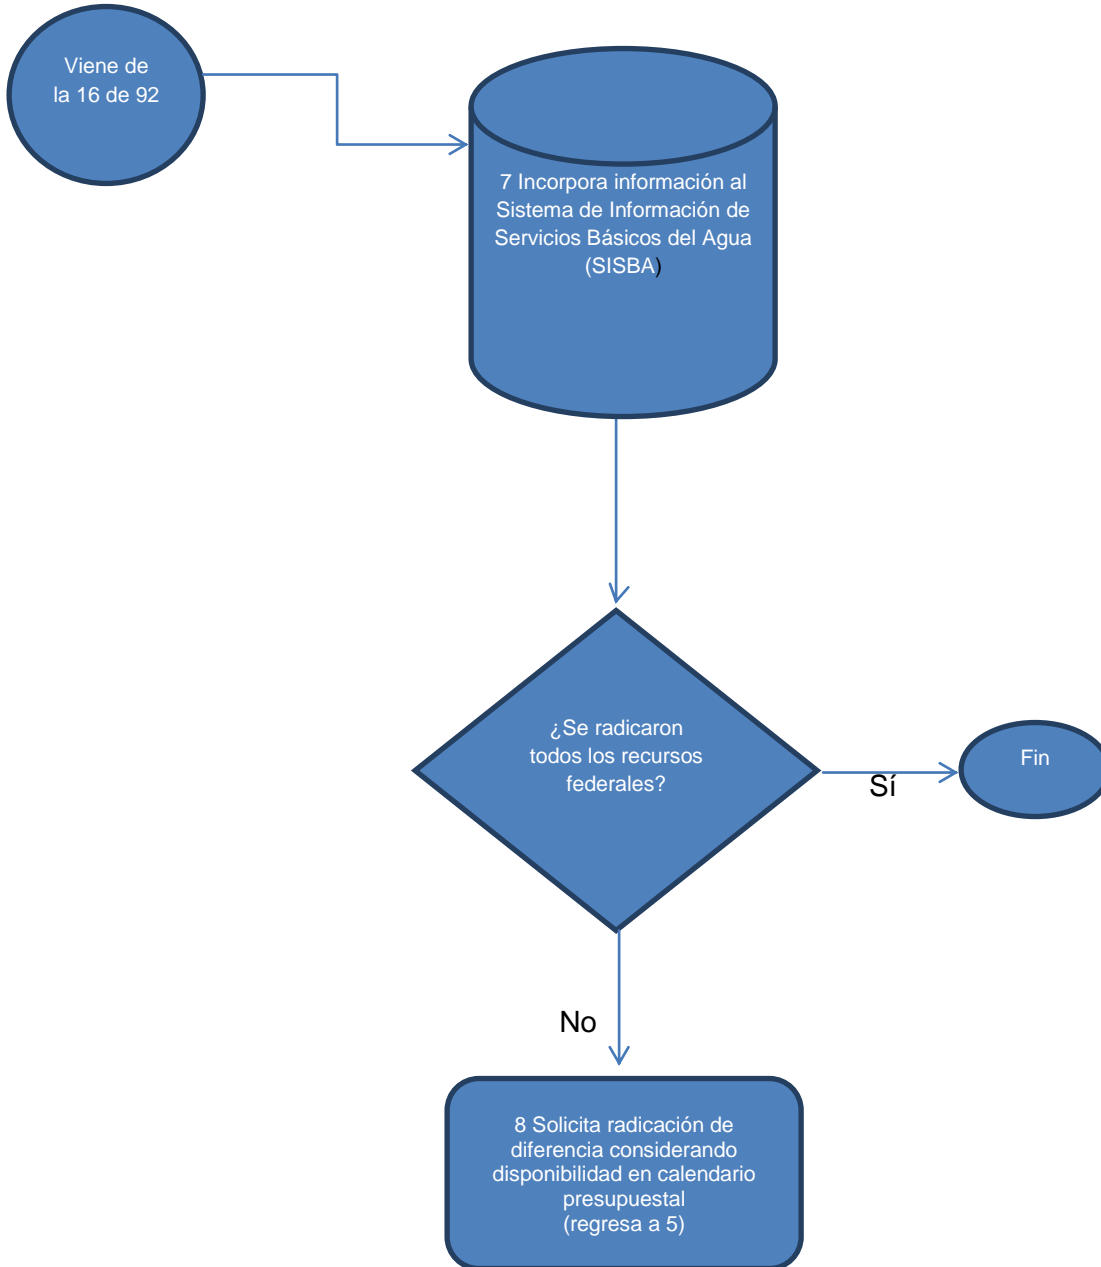 Viene de
la 16 de 92
7 Incorpora información al
Sistema de Información de
Servicios Básicos del Agua
(SISBA)
¿Se radicaron
todos los recursos
federales?
Sí
Fin
No
8 Solicita radicación de
diferencia considerando
disponibilidad en calendario
presupuestal
(regresa a 5)